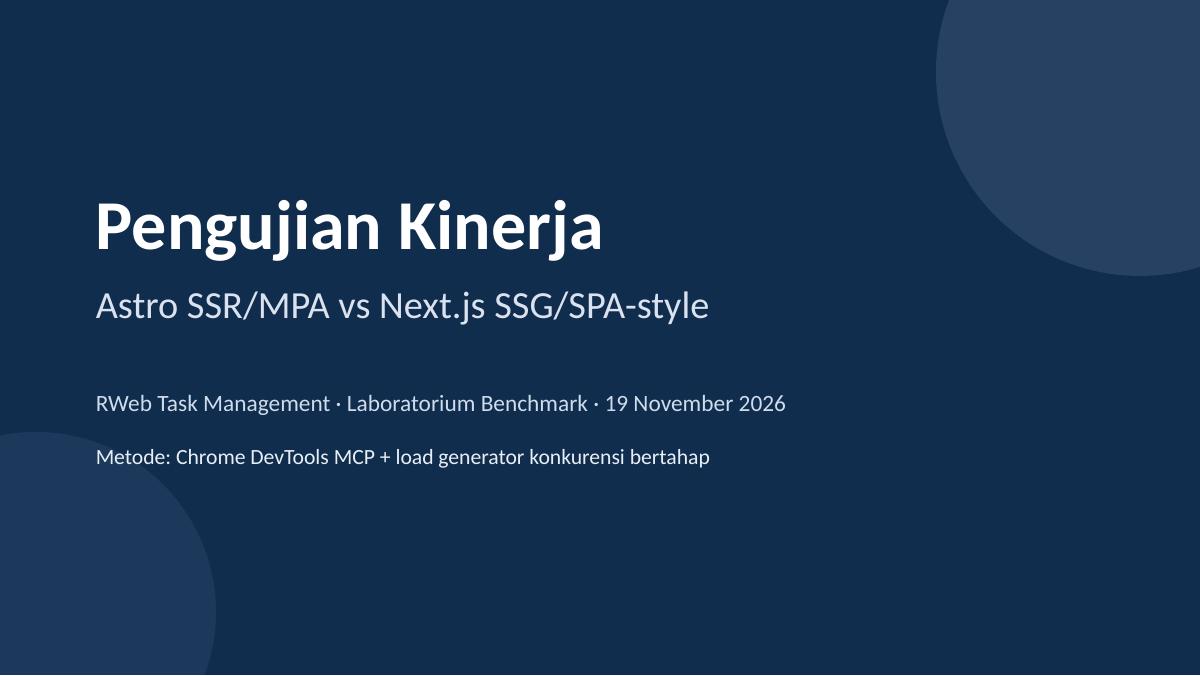 Pengujian Kinerja
Astro SSR/MPA vs Next.js SSG/SPA-style
RWeb Task Management · Laboratorium Benchmark · 19 November 2026
Metode: Chrome DevTools MCP + load generator konkurensi bertahap